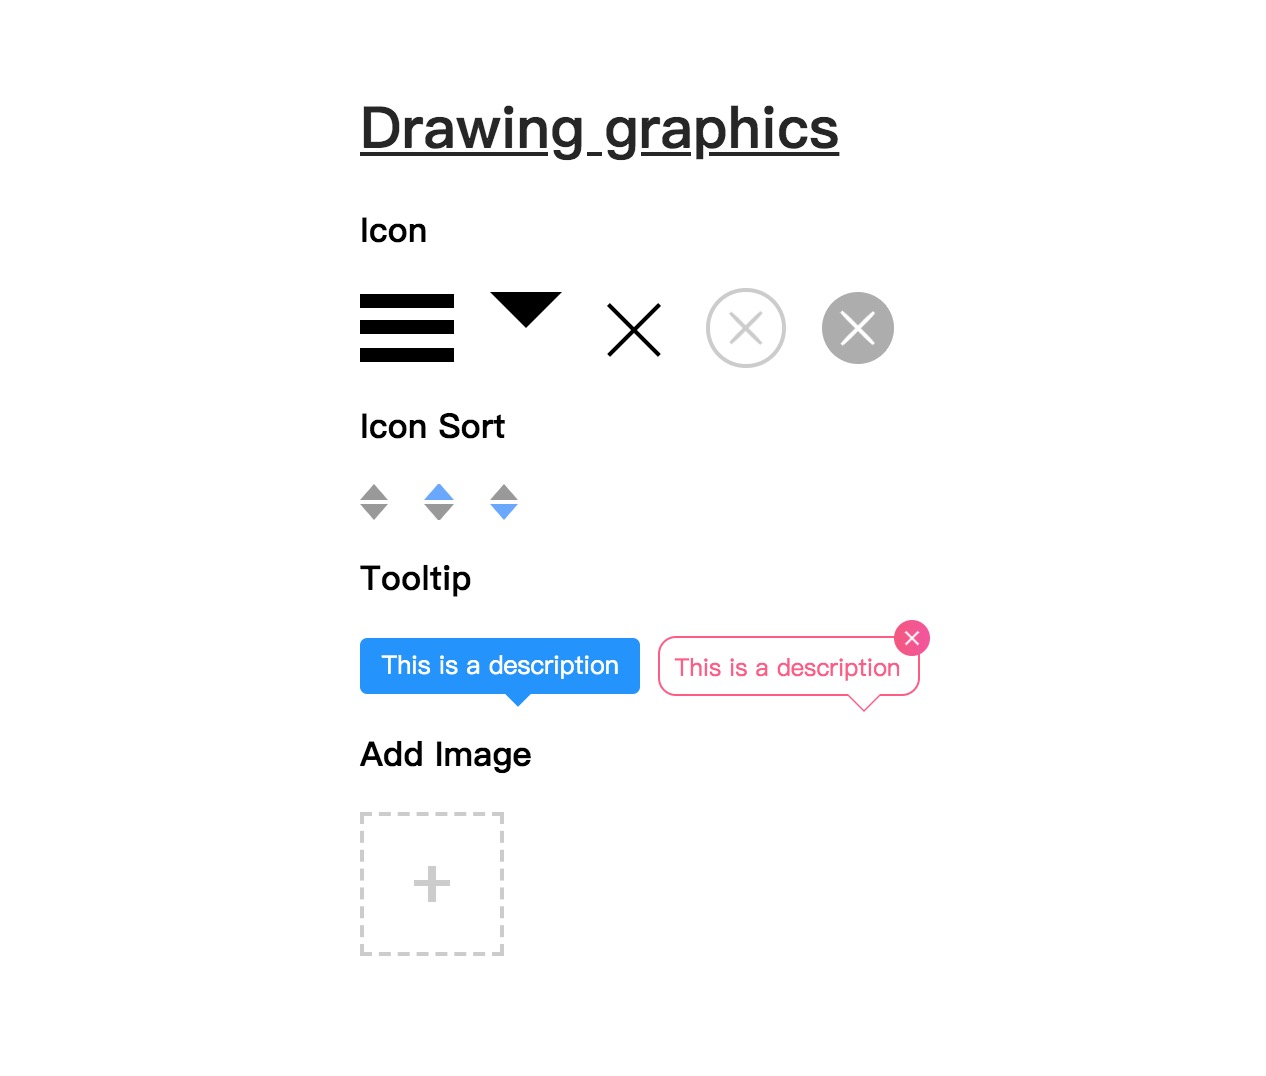 Drawing graphics
Icon
Icon Sort
Tooltip
This is a description
This is a description
Add Image